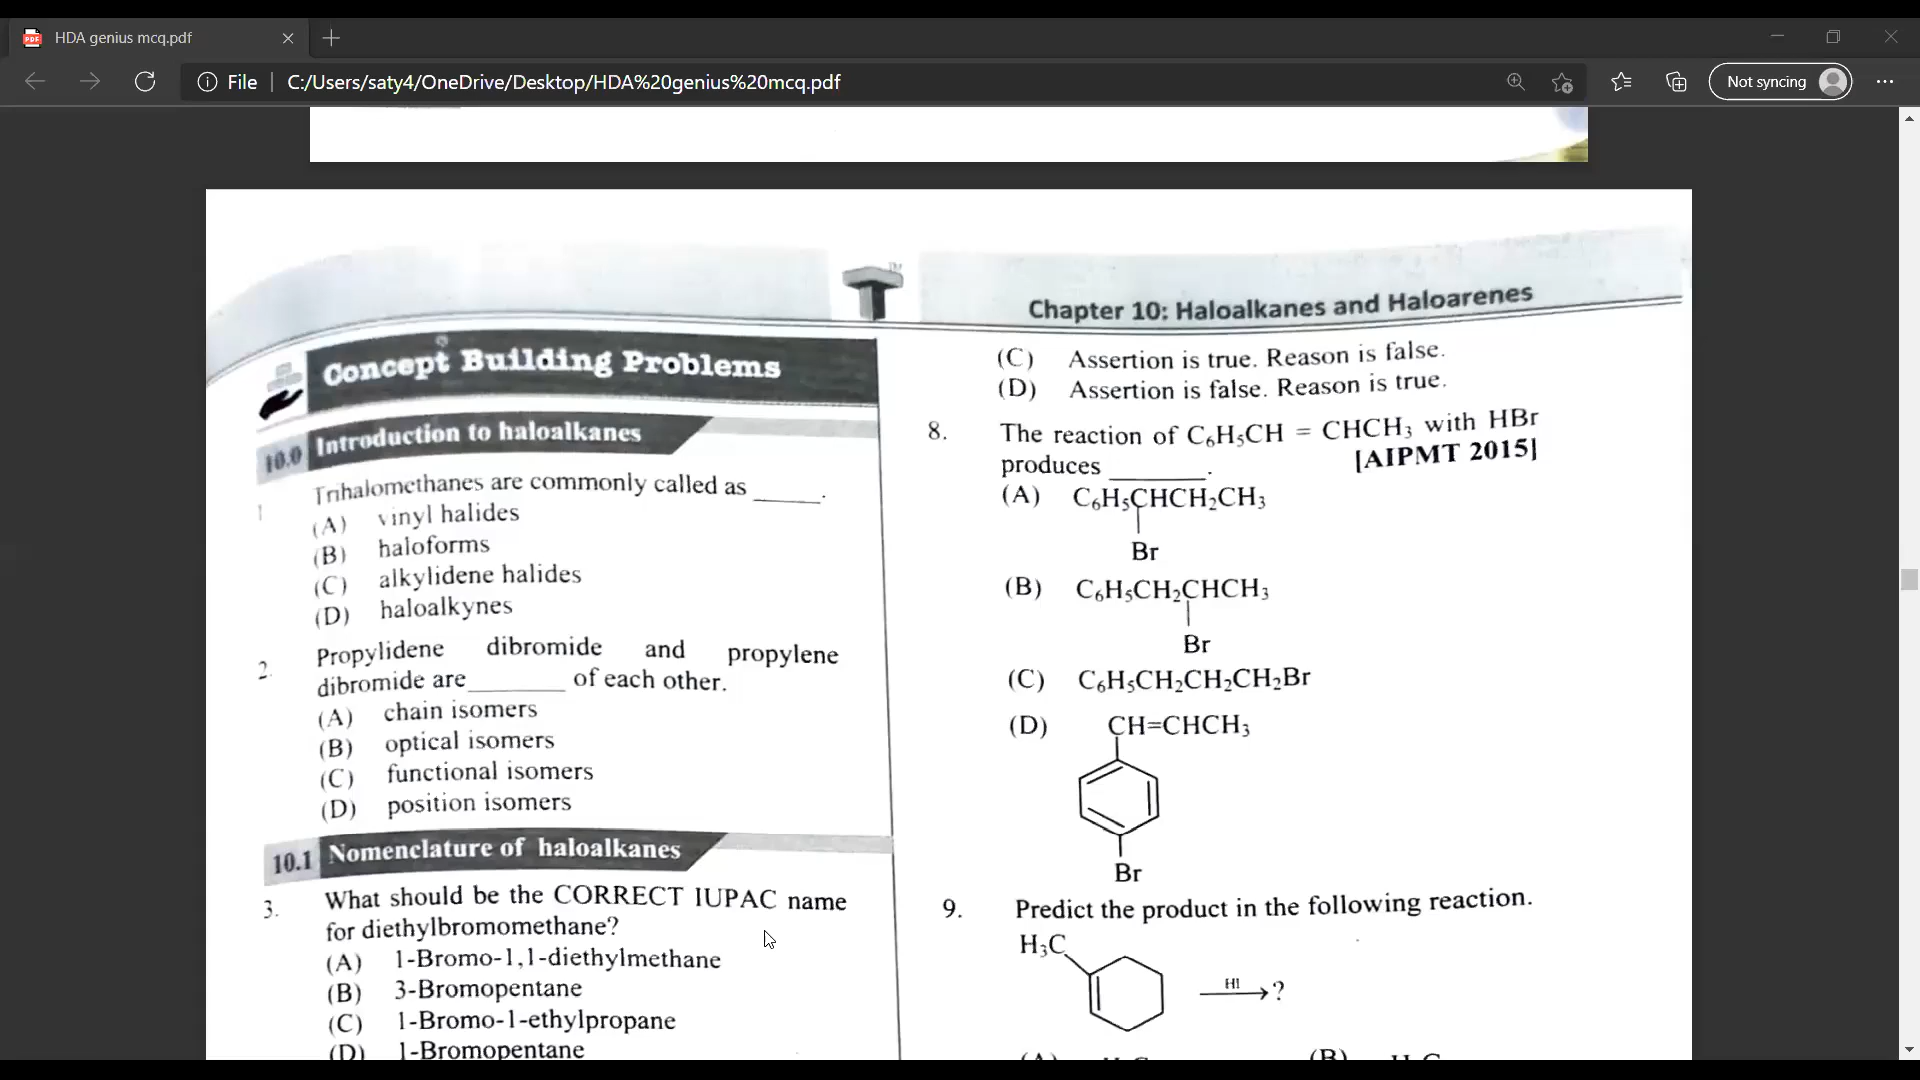 HDA genius mcq.pdf
File
C:/Users/saty4/OneDrive/Desktop/HDA%20genius%20mcq.pdf
Not syncing
TM
Chapter 10: Haloalkanes and Haloarenes
Concept Building Problems
10.0 Introduction to haloalkanes
1 Trihalomethanes are commonly called as ______.
(A) vinyl halides
(B) haloforms
(C) alkylidene halides
(D) haloalkynes
2. Propylidene dibromide and propylene
dibromide are________ of each other.
(A) chain isomers
(B) optical isomers
(C) functional isomers
(D) position isomers
10.1 Nomenclature of haloalkanes
3. What should be the CORRECT IUPAC name
for diethylbromomethane?
(A) 1-Bromo-1,1-diethylmethane
(B) 3-Bromopentane
(C) 1-Bromo-1-ethylpropane
(D) 1-Bromopentane
(C) Assertion is true. Reason is false.
(D) Assertion is false. Reason is true.
8. The reaction of C₆H₅CH = CHCH₃ with HBr
produces ________. [AIPMT 2015]
(A) C₆H₅CHCH₂CH₃
Br
(B) C₆H₅CH₂CHCH₃
Br
(C) C₆H₅CH₂CH₂CH₂Br
(D) CH=CHCH₃
Br
9. Predict the product in the following reaction.
H₃C
HI
?
(A)
(B)